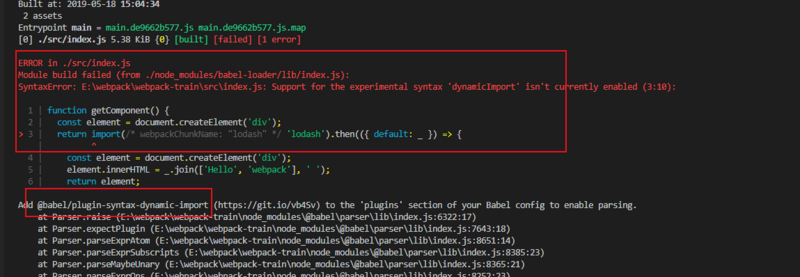 Built at: 2019-05-18 15:04:34
2 assets
Entrypoint main = main.de9662b577.js main.de9662b577.js.map
[0] ./src/index.js 5.38 KiB {0} [built] [failed] [1 error]
ERROR in ./src/index.js
Module build failed (from ./node_modules/babel-loader/lib/index.js):
SyntaxError: E:\webpack\webpack-train\src\index.js: Support for the experimental syntax 'dynamicImport' isn't currently enabled (3:10):
1 | function getComponent() {
2 | const element = document.createElement('div');
> 3 | return import(/* webpackChunkName: "lodash" */ 'lodash').then(({ default: _ }) => {
| ^
4 | const element = document.createElement('div');
5 | element.innerHTML = _.join(['Hello', 'webpack'], ' ');
6 | return element;
Add @babel/plugin-syntax-dynamic-import (https://git.io/vb4Sv) to the 'plugins' section of your Babel config to enable parsing.
at Parser.raise (E:\webpack\webpack-train\node_modules\@babel\parser\lib\index.js:6322:17)
at Parser.expectPlugin (E:\webpack\webpack-train\node_modules\@babel\parser\lib\index.js:7643:18)
at Parser.parseExprAtom (E:\webpack\webpack-train\node_modules\@babel\parser\lib\index.js:8651:14)
at Parser.parseExprSubscripts (E:\webpack\webpack-train\node_modules\@babel\parser\lib\index.js:8385:23)
at Parser.parseMaybeUnary (E:\webpack\webpack-train\node_modules\@babel\parser\lib\index.js:8365:21)
at Parser.parseExprOps (E:\webpack\webpack-train\node_modules\@babel\parser\lib\index.js:8252:23)